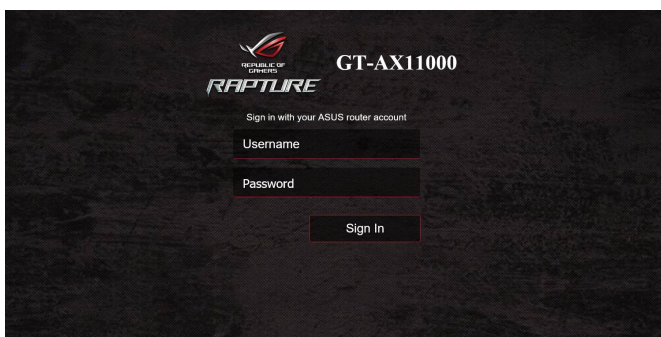 REPUBLIC OF
GAMERS
RAPTURE
GT-AX11000
Sign in with your ASUS router account
Username
Password
Sign In